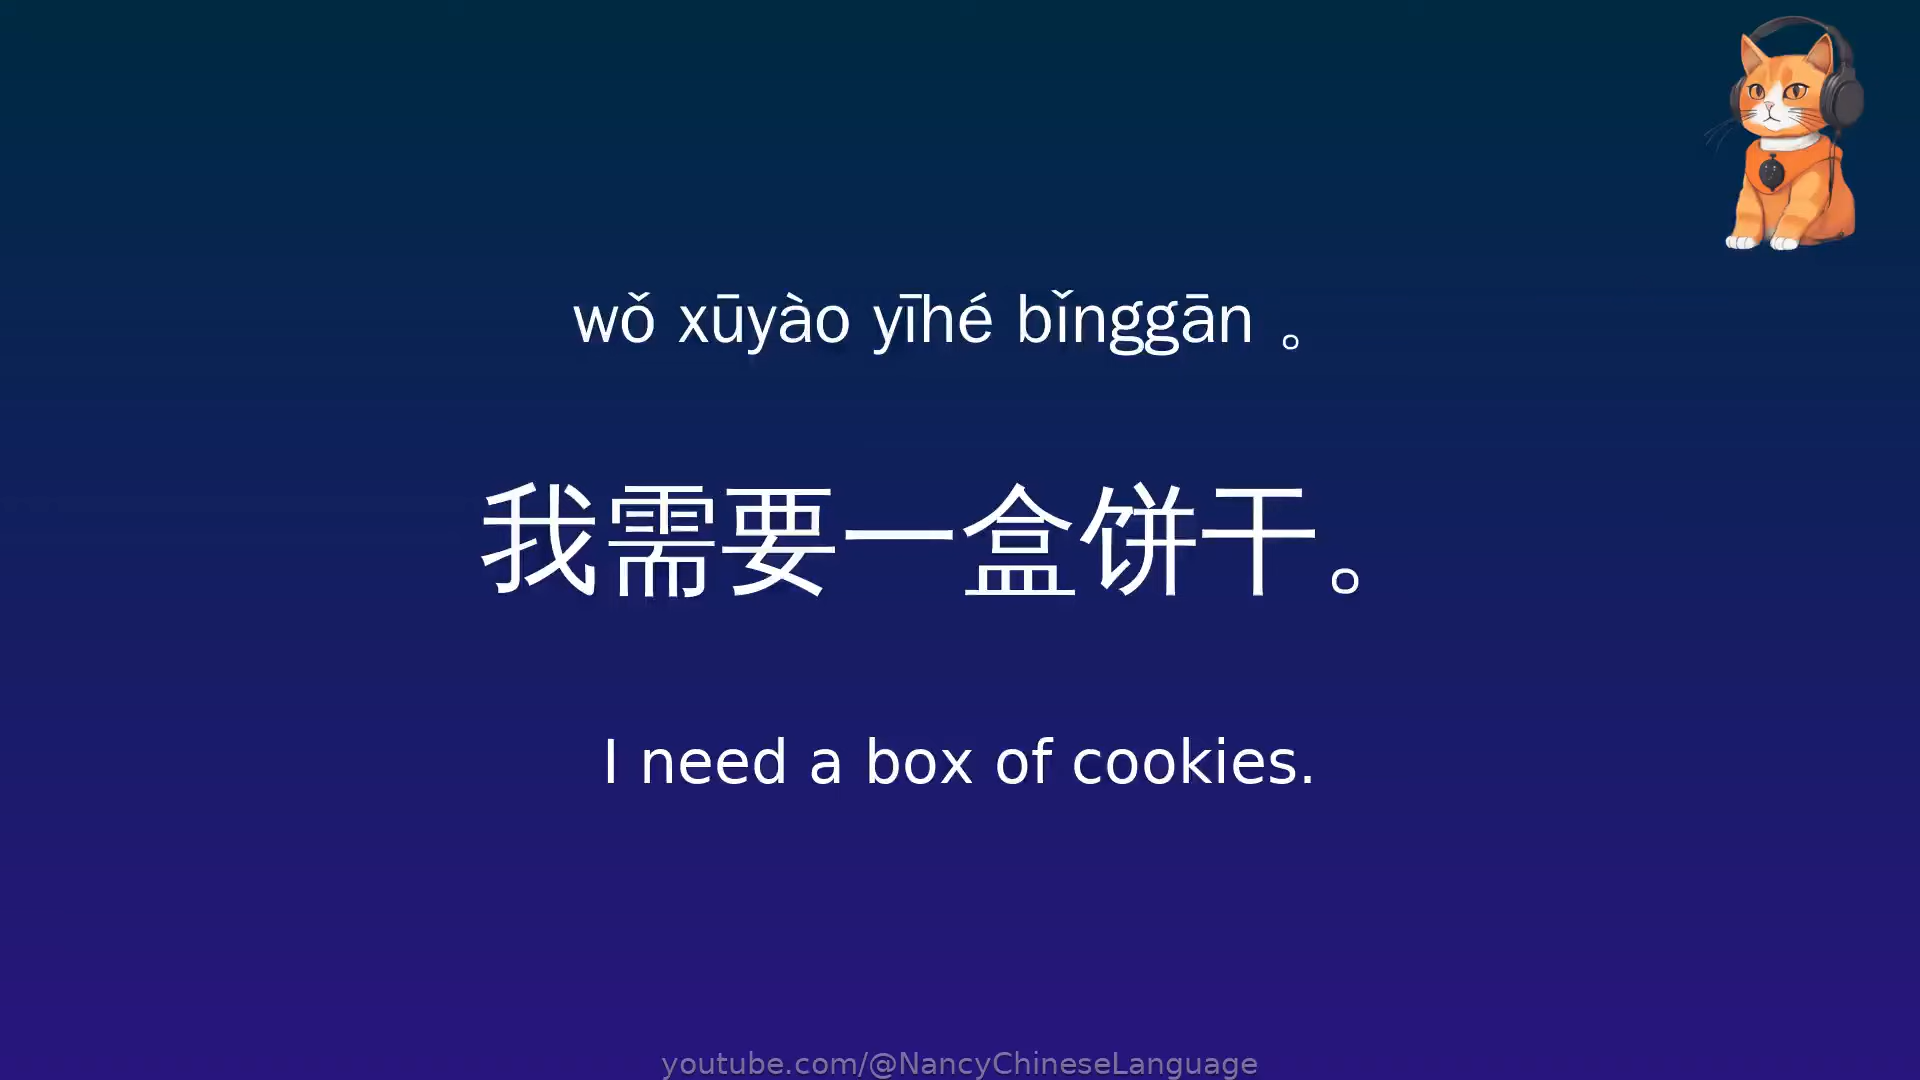 wǒ xūyào yīhé bǐnggān 。
我需要一盒饼干。
I need a box of cookies.
youtube.com/@NancyChineseLanguage